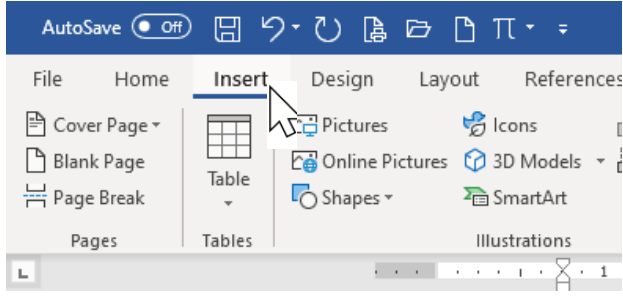 AutoSave Off π
File Home Insert Design Layout References
Cover Page Pictures Icons
Blank Page Table Online Pictures 3D Models
Page Break Shapes SmartArt
Pages Tables Illustrations
L 1